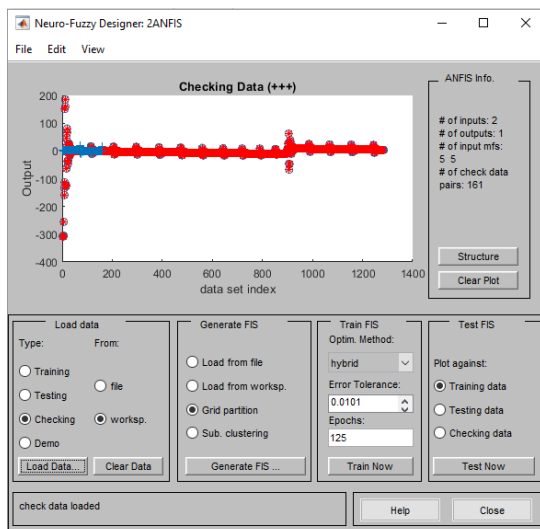 Neuro-Fuzzy Designer: 2ANFIS
File Edit View
Checking Data (+++)
200
100
0
-100
-200
-300
-400
Output
0 200 400 600 800 1000 1200 1400
data set index
ANFIS Info.
# of inputs: 2
# of outputs: 1
# of input mfs:
5 5
# of check data
pairs: 161
Structure
Clear Plot
Load data
Type: From:
Training
Testing
Checking
Demo
file
worksp.
Load Data...
Clear Data
Generate FIS
Load from file
Load from worksp.
Grid partition
Sub. clustering
Generate FIS ...
Train FIS
Optim. Method:
hybrid
Error Tolerance:
0.0101
Epochs:
125
Train Now
Test FIS
Plot against:
Training data
Testing data
Checking data
Test Now
check data loaded
Help
Close